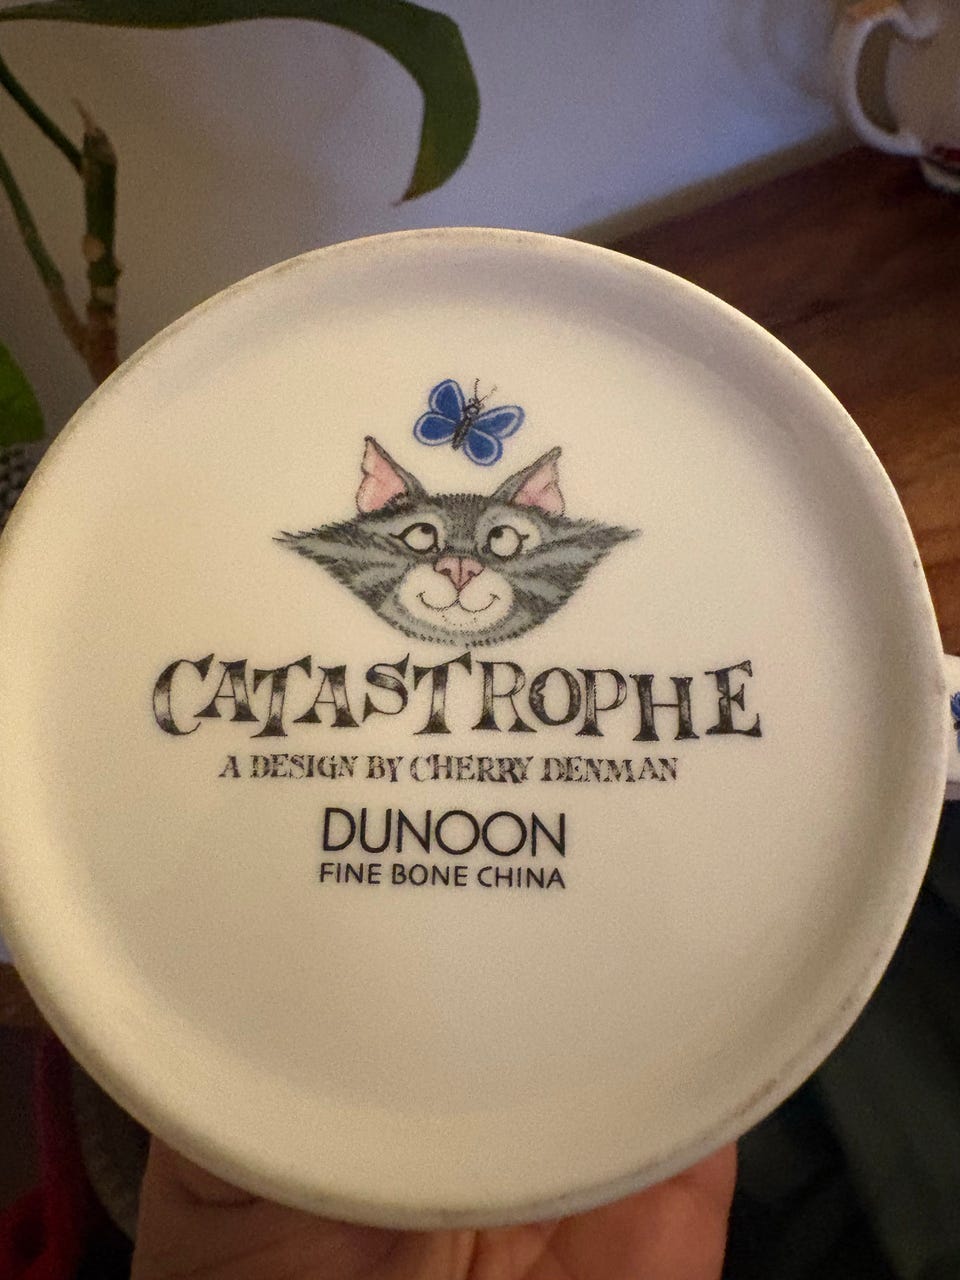 CATASTROPHE
A DESIGN BY CHERRY DENMAN
DUNOON
FINE BONE CHINA